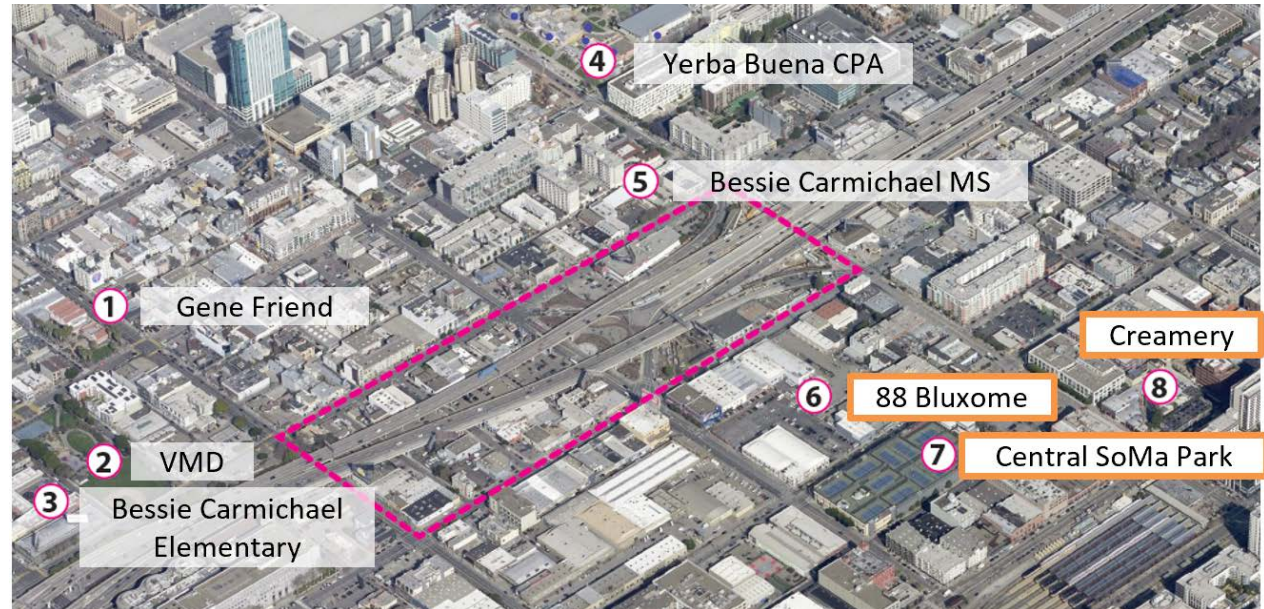 4
Yerba Buena CPA
5
Bessie Carmichael MS
1
Gene Friend
Creamery
8
6
88 Bluxome
2
VMD
7
Central SoMa Park
3
Bessie Carmichael
Elementary